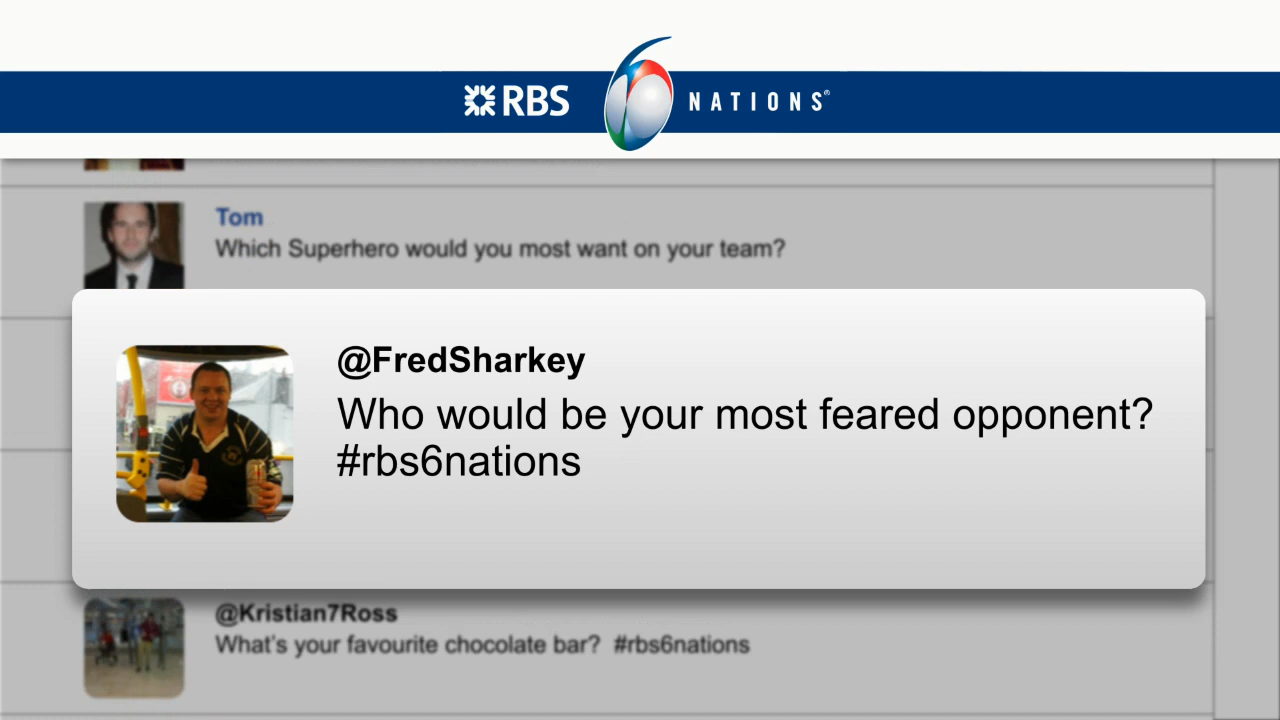 RBS 6 NATIONS®
Tom
Which Superhero would you most want on your team?
@FredSharkey
Who would be your most feared opponent?
#rbs6nations
@Kristian7Ross
What's your favourite chocolate bar? #rbs6nations